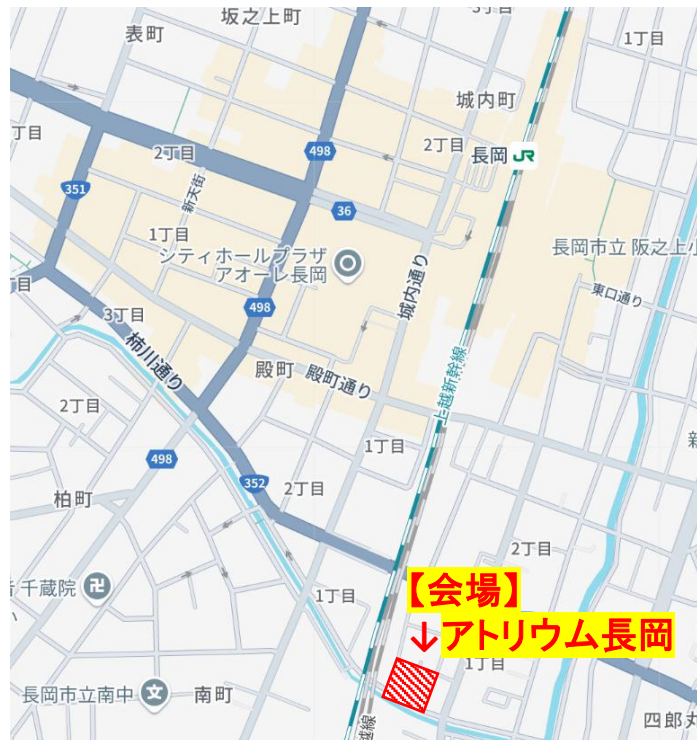 坂之上町
表町
1丁目
城内町
丁目
2丁目
498
2丁目
長岡 JR
351
新天街
36
1丁目
シティホールプラザ
アオーレ長岡
長岡市立 阪之上小
城内通り
東口通り
498
3丁目
柿川通り
殿町
殿町通り
上越新幹線
2丁目
1丁目
498
352
2丁目
柏町
2丁目
千蔵院
1丁目
【会場】
↓アトリウム長岡
1丁目
長岡市立南中
南町
越線
四郎丸